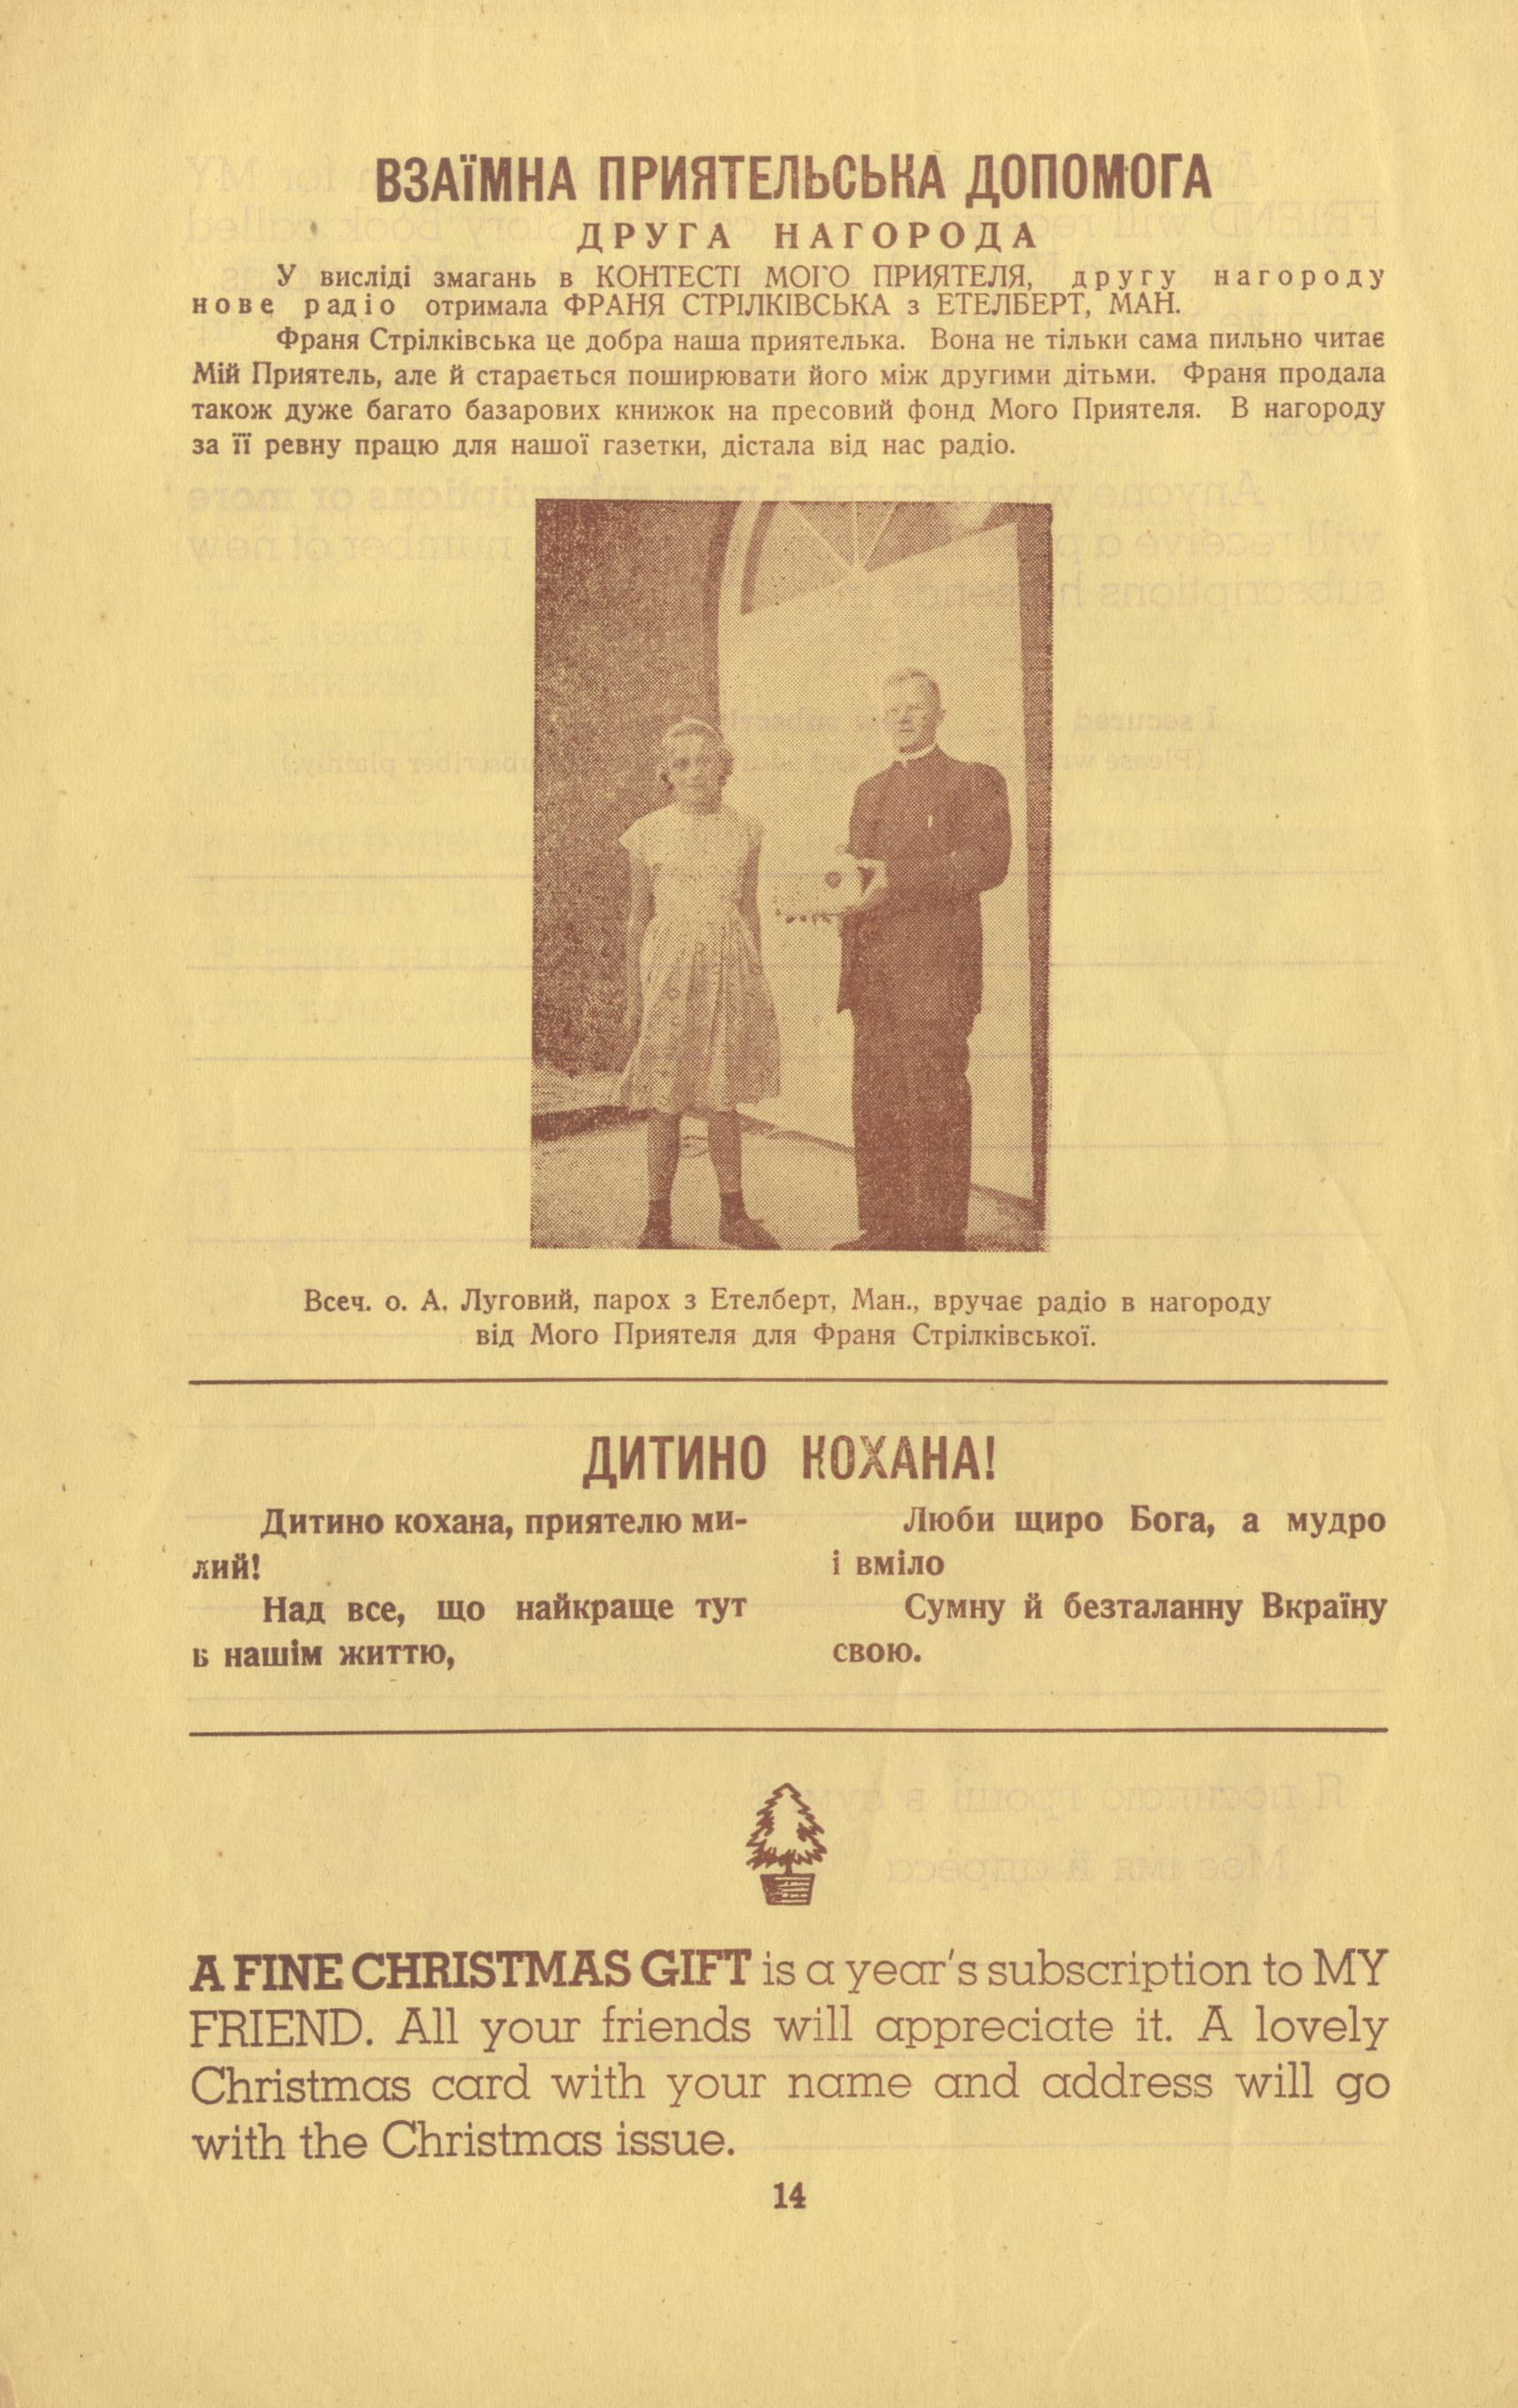 ВЗАЇМНА ПРИЯТЕЛЬСЬКА ДОПОМОГА
ДРУГА НАГОРОДА
У висліді змагань в КОНТЕСТІ МОГО ПРИЯТЕЛЯ, другу нагороду
нове радіо отримала ФРАНЯ СТРІЛКІВСЬКА з ЕТЕЛБЕРТ, МАН.
Франя Стрілківська це добра наша приятелька. Вона не тільки сама пильно читає
Мій Приятель, але й старається поширювати його між другими дітьми. Франя продала
також дуже багато базарових книжок на пресовий фонд Мого Приятеля. В нагороду
за її ревну працю для нашої газетки, дістала від нас радіо.
Всеч. о. А. Луговий, парох з Етелберт, Ман., вручає радіо в нагороду
від Мого Приятеля для Франя Стрілківської.
ДИТИНО КОХАНА!
Дитино кохана, приятелю ми-
лий!
Над все, що найкраще тут
в нашім життю,
Люби щиро Бога, а мудро
і вміло
Сумну й безталанну Вкраїну
свою.
A FINE CHRISTMAS GIFT is a year's subscription to MY
FRIEND. All your friends will appreciate it. A lovely
Christmas card with your name and address will go
with the Christmas issue.
14